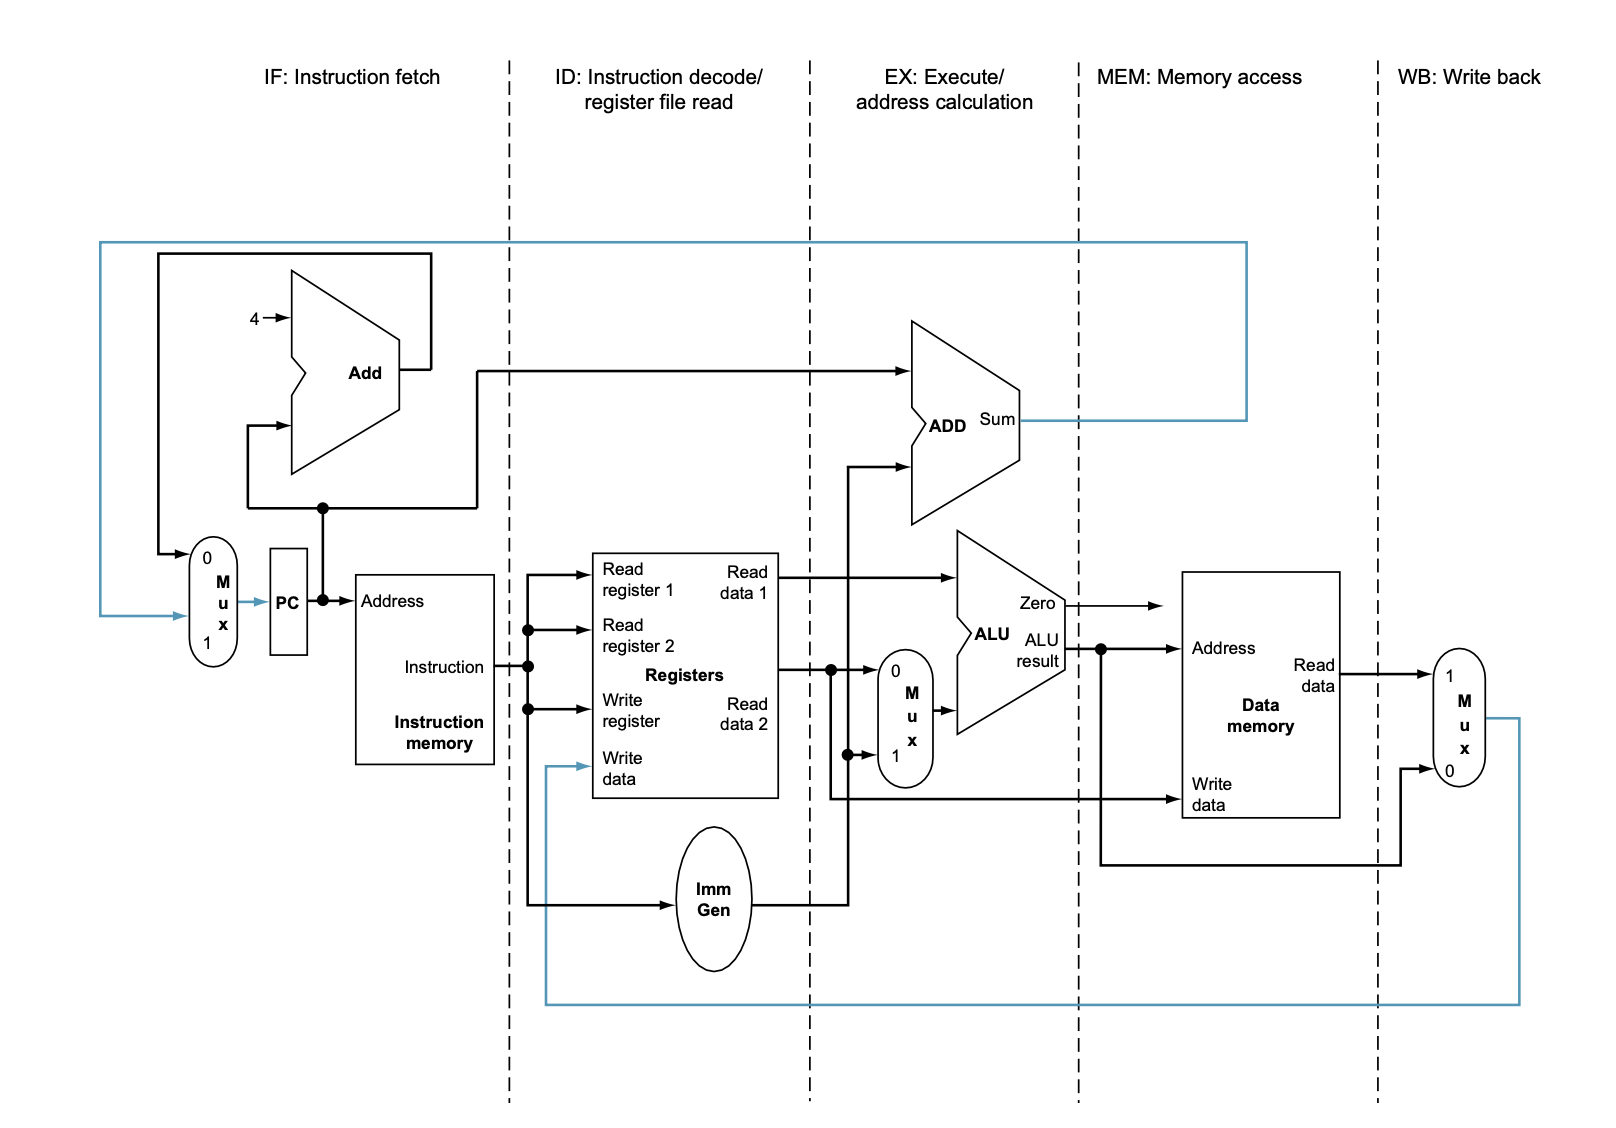 IF: Instruction fetch
ID: Instruction decode/
register file read
EX: Execute/
address calculation
MEM: Memory access
WB: Write back
4
Add
ADD
Sum
0
M
u
x
1
PC
Address
Instruction
Instruction
memory
Read
register 1
Read
register 2
Write
register
Write
data
Registers
Read
data 1
Read
data 2
Imm
Gen
0
M
u
x
1
Zero
ALU
ALU
result
Address
Read
data
Data
memory
Write
data
1
M
u
x
0